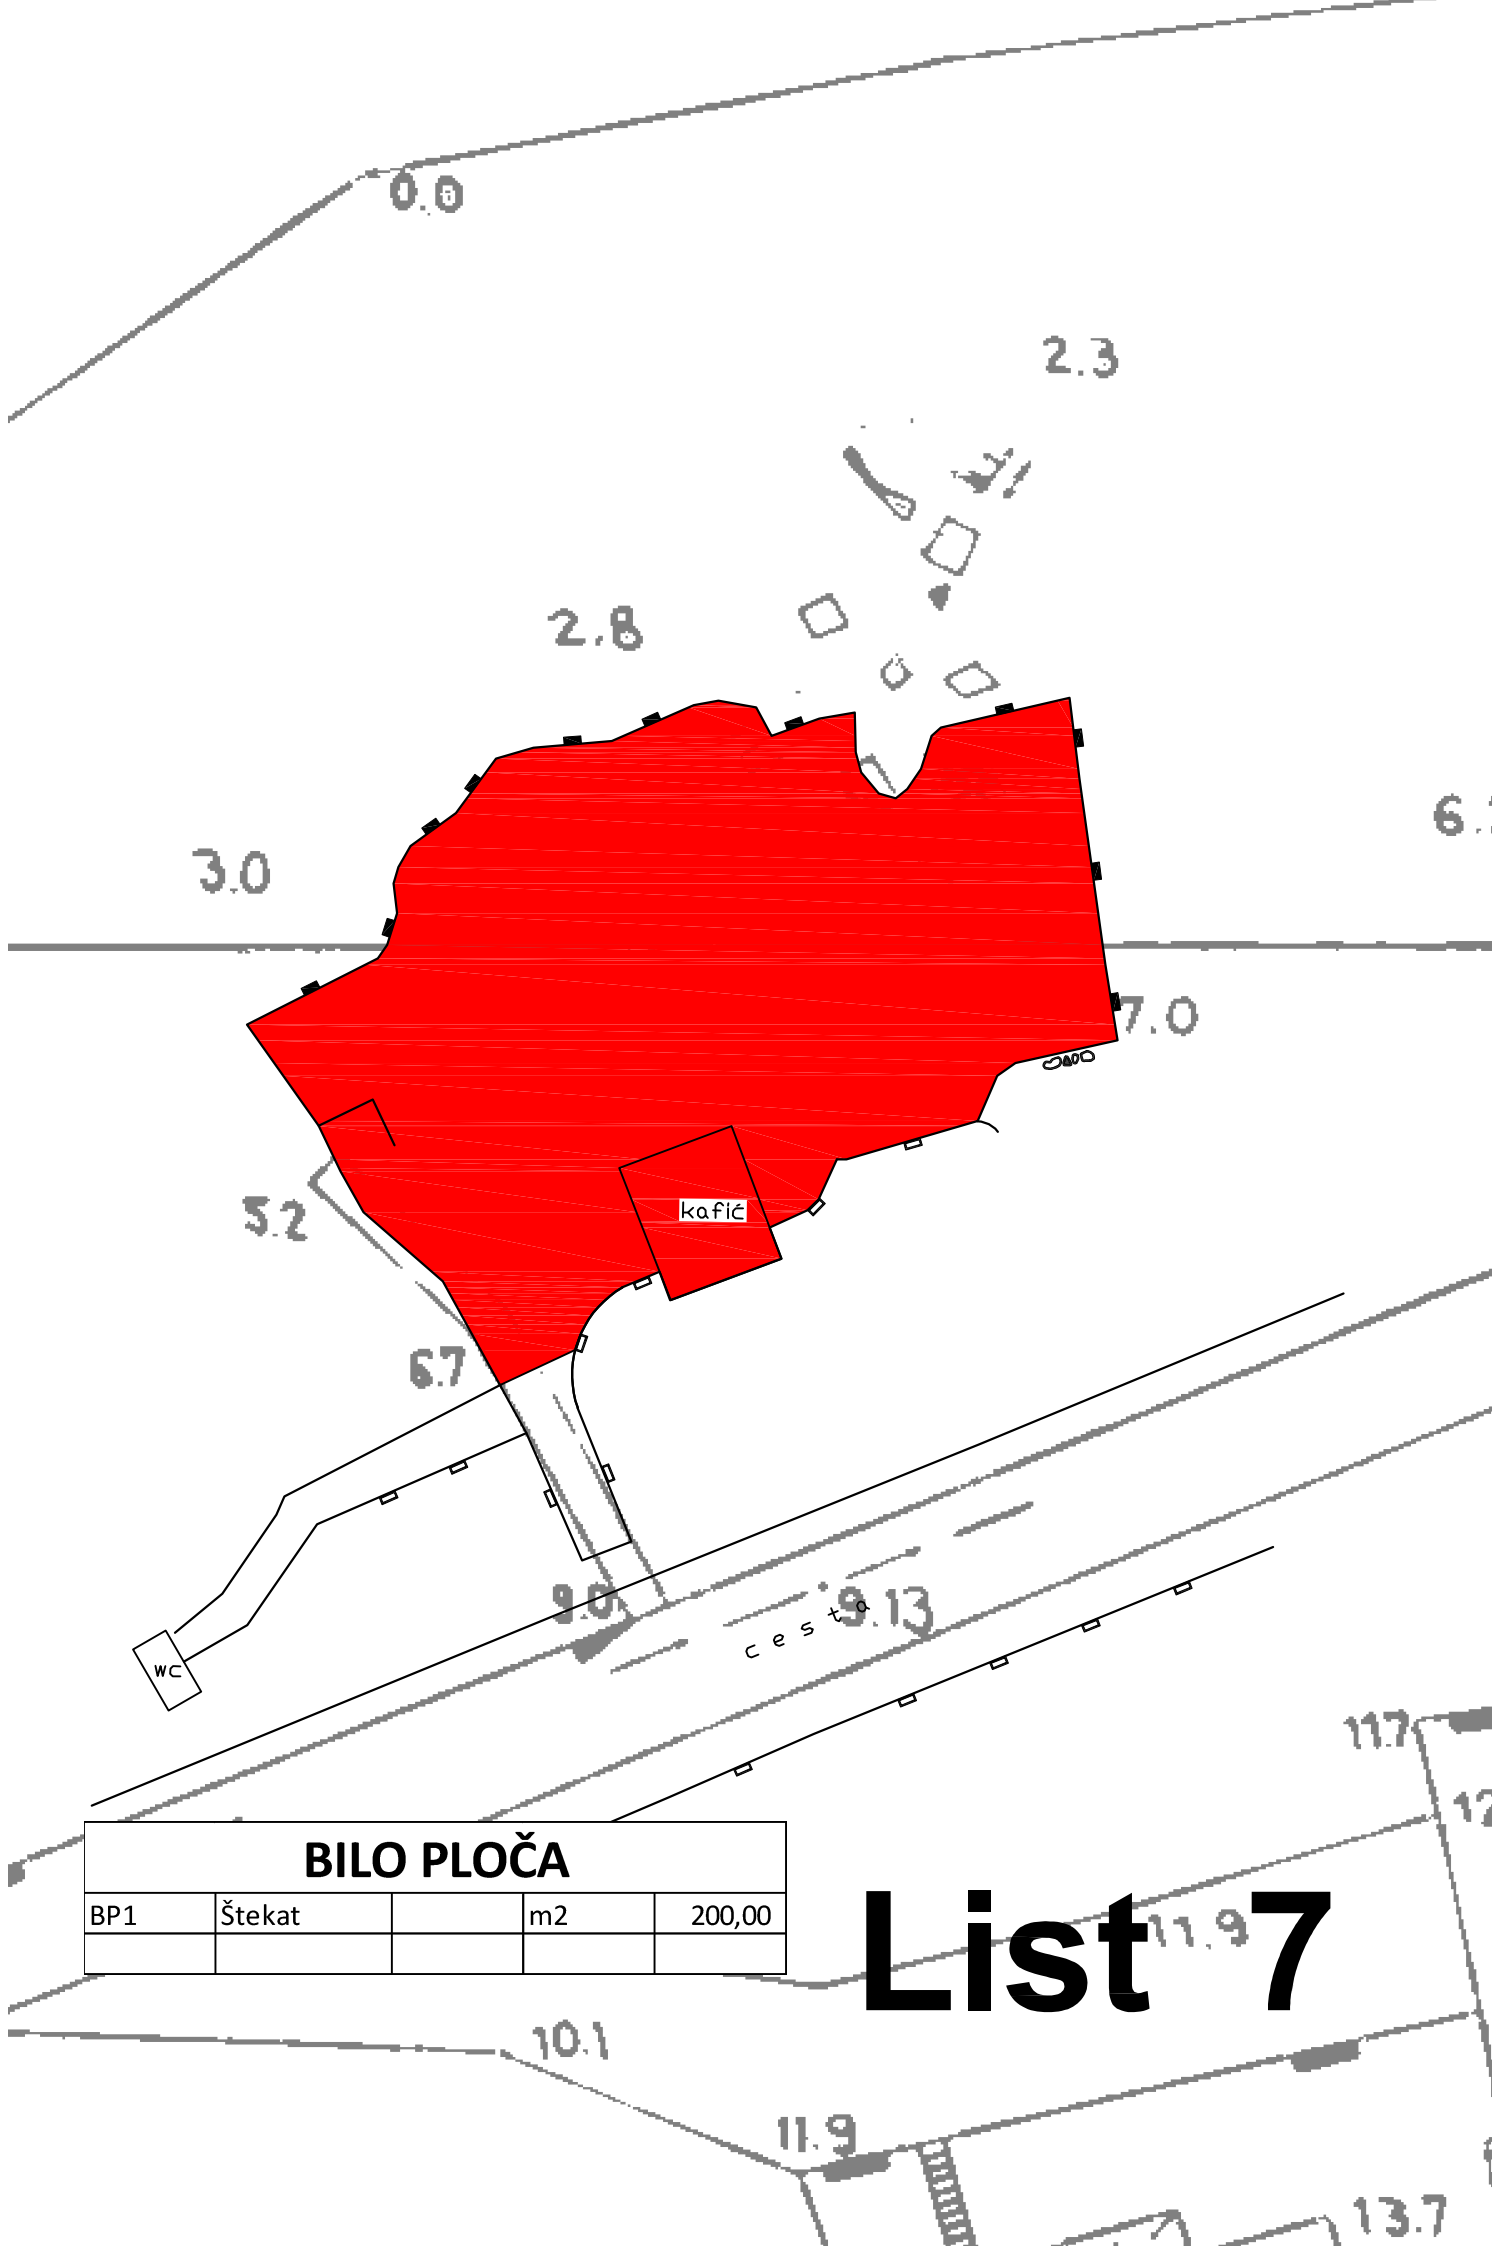 0.0
2.3
2.8
3.0
7.0
5.2
kafić
6.7
9.0
9.13
cesta
WC
11.7
BILO PLOČA
BP1 Štekat m2 200,00
List 7
11.9
10.1
11.9
13.7